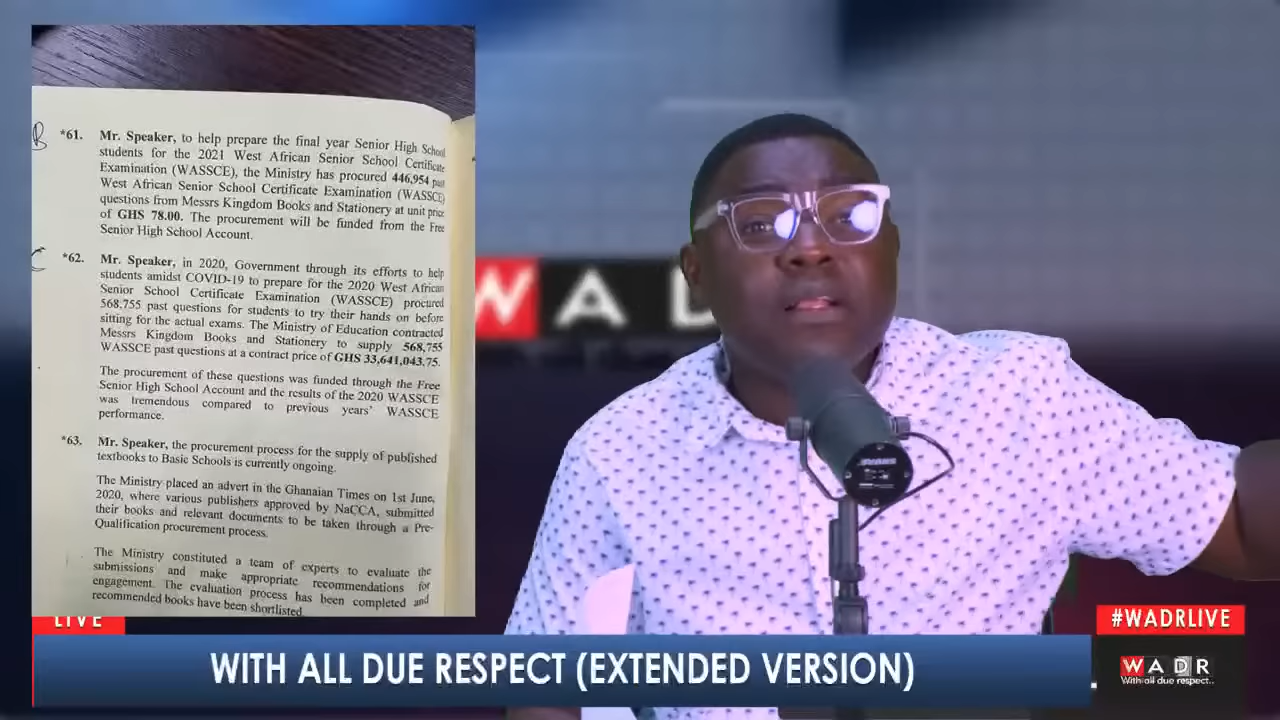 *61. Mr. Speaker, to help prepare the final year Senior High School
students for the 2021 West African Senior School Certificate
Examination (WASSCE), the Ministry has procured 446,954 past
West African Senior School Certificate Examination (WASSCE)
questions from Messrs Kingdom Books and Stationery at unit price
of GHS 78.00. The procurement will be funded from the Free
Senior High School Account.
*62. Mr. Speaker, in 2020, Government through its efforts to help
students amidst COVID-19 to prepare for the 2020 West African
Senior School Certificate Examination (WASSCE) procured
568.755 past questions for students to try their hands on before
sitting for the actual exams. The Ministry of Education contracted
Messrs Kingdom Books and Stationery to supply 568,755
WASSCE past questions at a contract price of GHS 33,641,043.75.
The procurement of these questions was funded through the Free
Senior High School Account and the results of the 2020 WASSCE
was tremendous compared to previous years' WASSCE
performance.
*63. Mr. Speaker, the procurement process for the supply of published
textbooks to Basic Schools is currently ongoing.
The Ministry placed an advert in the Ghanaian Times on 1st June,
2020, where various publishers approved by NaCCA, submitted
their books and relevant documents to be taken through a Pre-
Qualification procurement process.
The Ministry constituted a team of experts to evaluate the
submissions and make appropriate recommendations for
engagement. The evaluation process has been completed and
recommended books have been shortlisted.
WAD
LIVE
#WADRLIVE
WITH ALL DUE RESPECT (EXTENDED VERSION)
WADR
With all due respect..